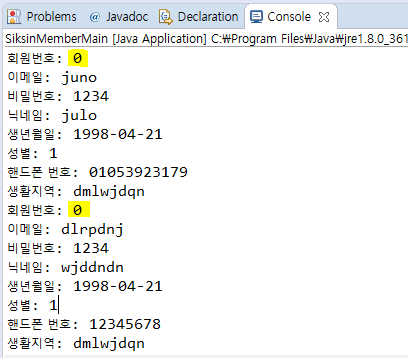 Problems @ Javadoc Declaration Console
SiksinMemberMain [Java Application] C:₩Program Files₩Java₩jre1.8.0_361
회원번호: 0
이메일: juno
비밀번호: 1234
닉네임: julo
생년월일: 1998-04-21
성별: 1
핸드폰 번호: 01053923179
생활지역: dmlwjdqn
회원번호: 0
이메일: dlrpdnj
비밀번호: 1234
닉네임: wjddndn
생년월일: 1998-04-21
성별: 1
핸드폰 번호: 12345678
생활지역: dmlwjdqn